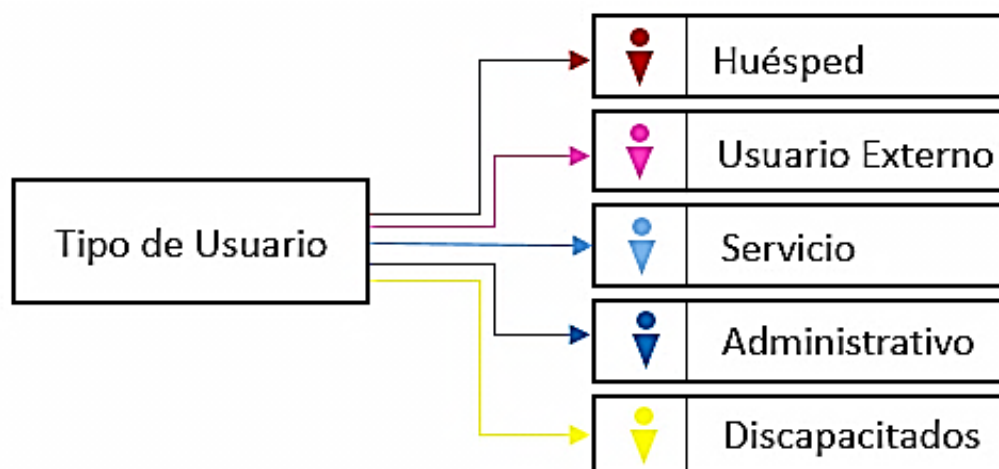 Huésped
Usuario Externo
Tipo de Usuario
Servicio
Administrativo
Discapacitados